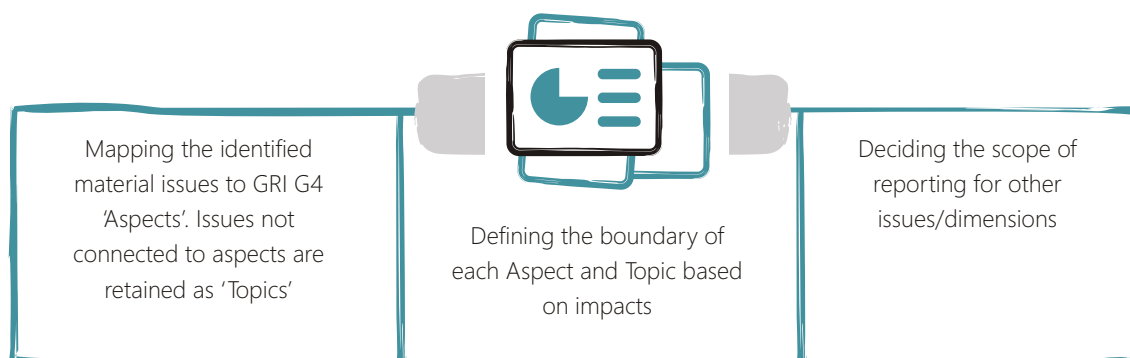 Mapping the identified
material issues to GRI G4
‘Aspects’. Issues not
connected to aspects are
retained as ‘Topics’
Defining the boundary of
each Aspect and Topic based
on impacts
Deciding the scope of
reporting for other
issues/dimensions